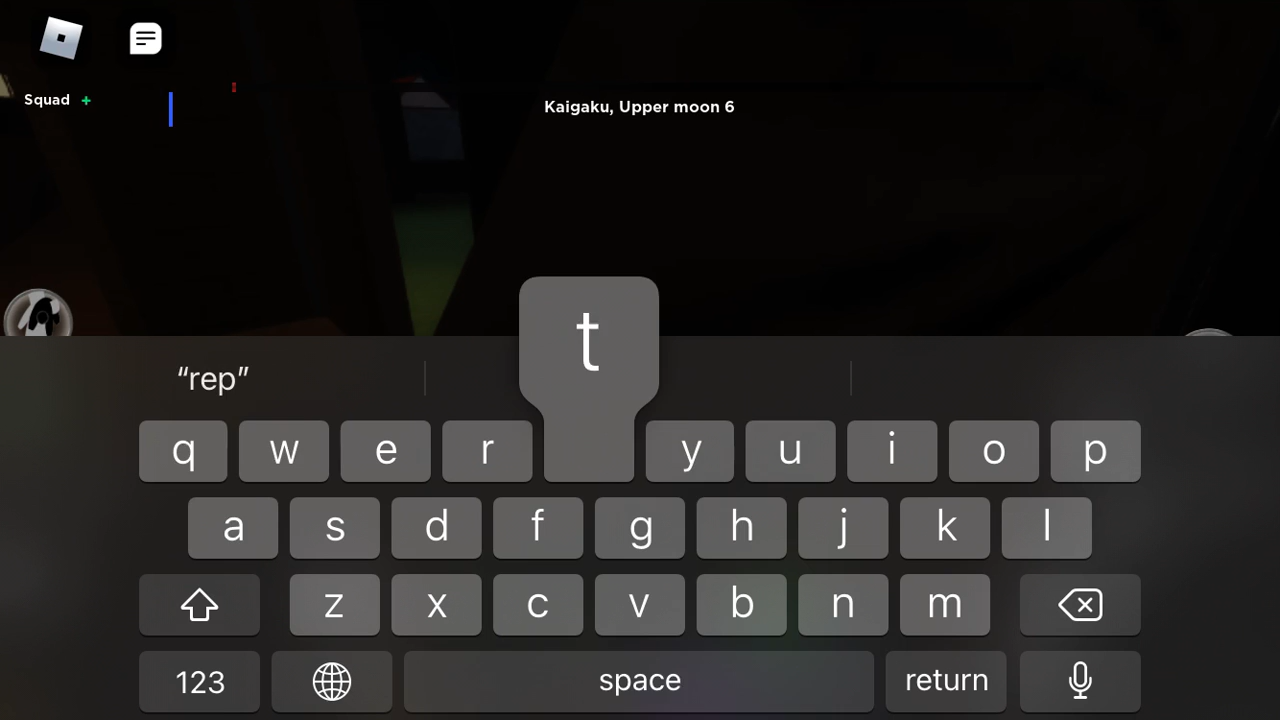 Squad +
Kaigaku, Upper moon 6
“rep”
t
q w e r y u i o p
a s d f g h j k l
z x c v b n m
123 space return